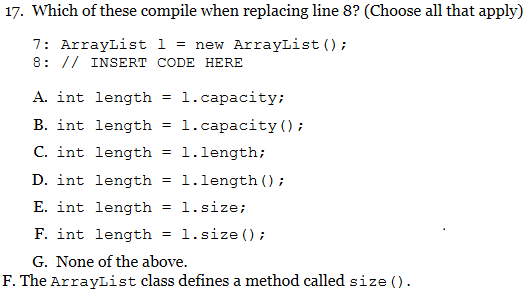 17. Which of these compile when replacing line 8? (Choose all that apply)
7: ArrayList l = new ArrayList();
8: // INSERT CODE HERE
A. int length = l.capacity;
B. int length = l.capacity();
C. int length = l.length;
D. int length = l.length();
E. int length = l.size;
F. int length = l.size();
G. None of the above.
F. The ArrayList class defines a method called size().